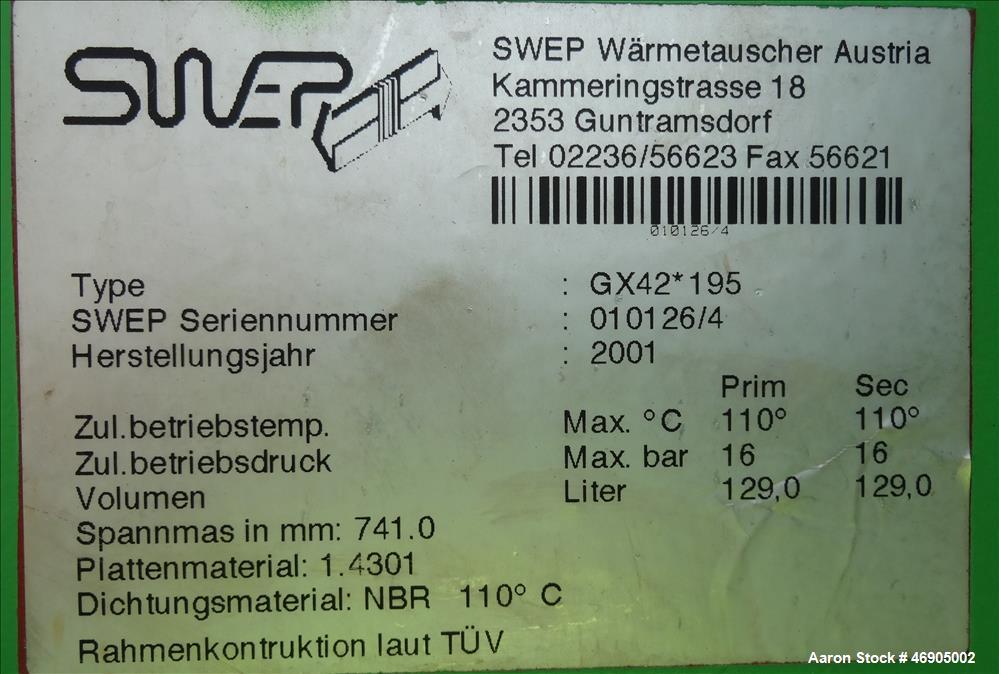 SWEP
SWEP Wärmetauscher Austria
Kammeringstrasse 18
2353 Guntramsdorf
Tel 02236/56623 Fax 56621
010126/4
Type : GX42*195
SWEP Seriennummer : 010126/4
Herstellungsjahr : 2001
Prim Sec
Zul.betriebstemp. Max. °C 110° 110°
Zul.betriebsdruck Max. bar 16 16
Volumen Liter 129,0 129,0
Spannmas in mm: 741.0
Plattenmaterial: 1.4301
Dichtungsmaterial: NBR 110° C
Rahmenkontruktion laut TÜV
Aaron Stock # 46905002